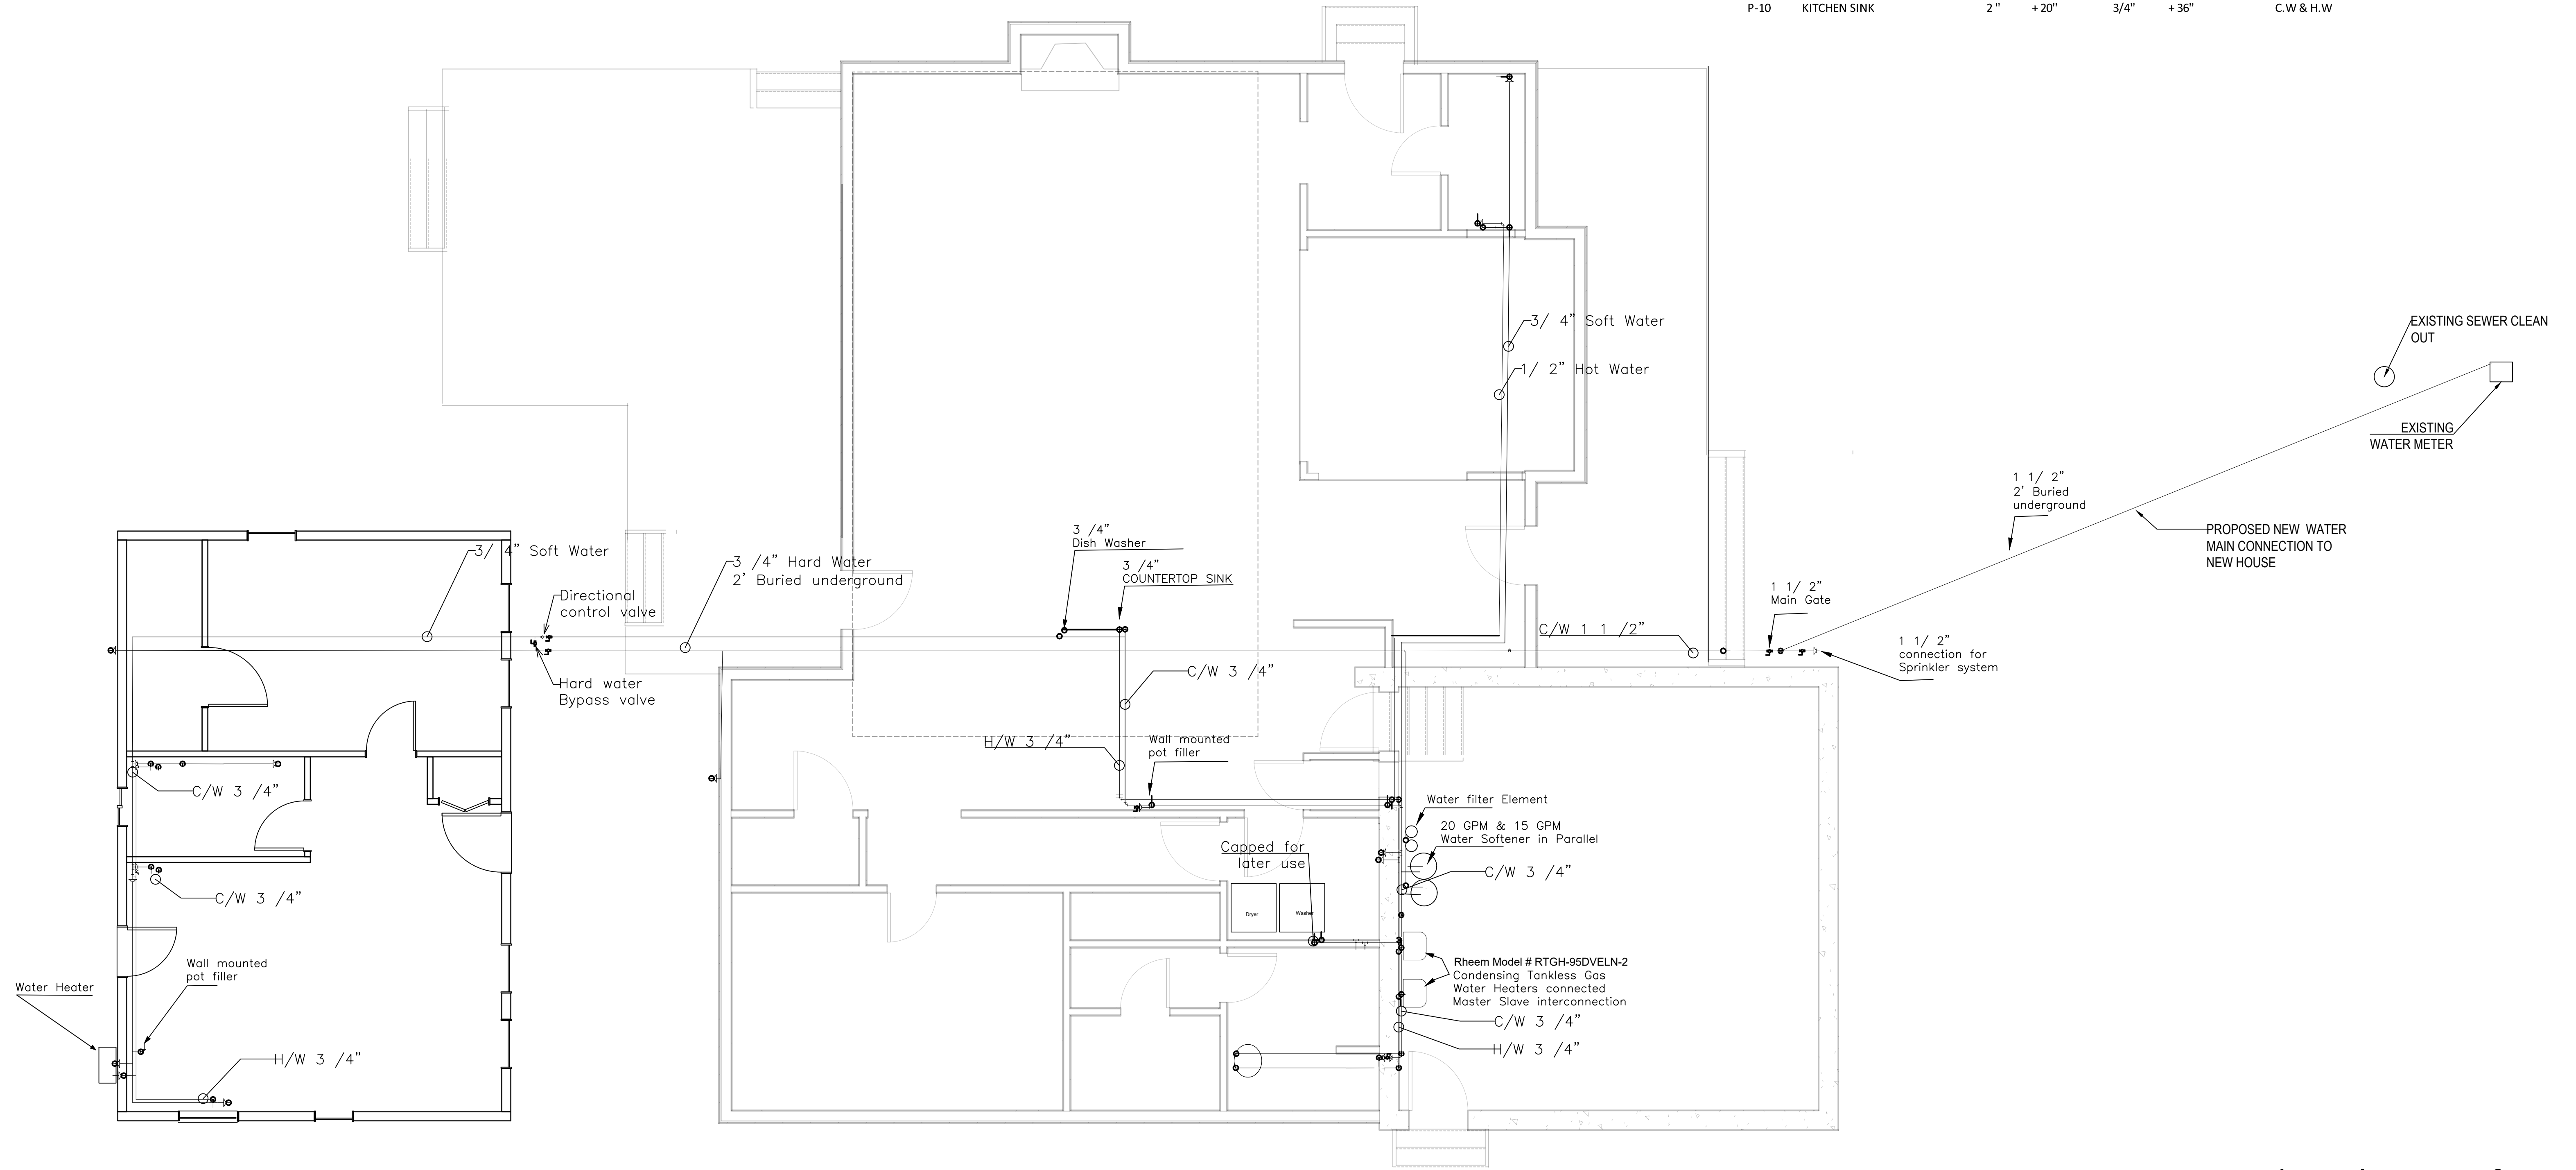 P-10 KITCHEN SINK 2 " + 20" 3/4" + 36" C.W & H.W
EXISTING SEWER CLEAN
OUT
3/ 4” Soft Water
1/ 2” Hot Water
EXISTING
WATER METER
1 1/ 2”
2’ Buried
underground
PROPOSED NEW WATER
MAIN CONNECTION TO
NEW HOUSE
3 /4”
Dish Washer
3 /4”
COUNTERTOP SINK
3/ 4” Soft Water
3 /4” Hard Water
2’ Buried underground
Directional
control valve
1 1/ 2”
Main Gate
C/W 1 1 /2”
1 1/ 2”
connection for
Sprinkler system
C/W 3 /4”
Hard water
Bypass valve
H/W 3 /4”
Wall mounted
pot filler
C/W 3 /4”
Water filter Element
20 GPM & 15 GPM
Water Softener in Parallel
Capped for
later use
C/W 3 /4”
C/W 3 /4”
Dryer
Washer
Wall mounted
pot filler
Rheem Model # RTGH-95DVELN-2
Condensing Tankless Gas
Water Heaters connected
Master Slave interconnection
Water Heater
C/W 3 /4”
H/W 3 /4”
H/W 3 /4”